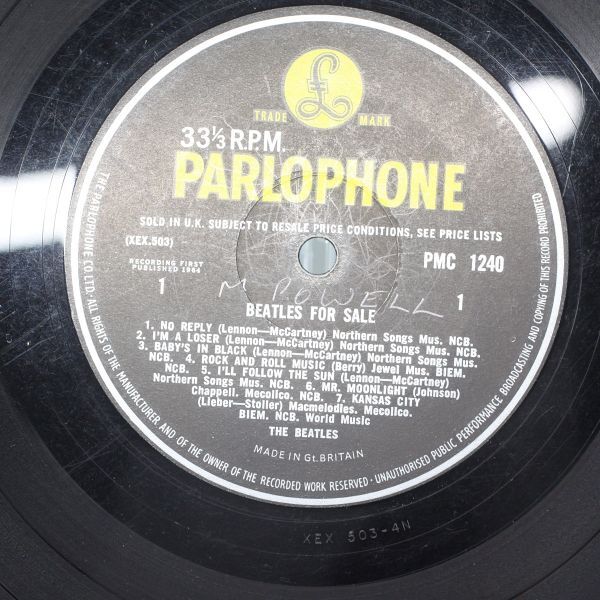 £
TRADE MARK
33⅓ R.P.M.
PARLOPHONE
SOLD IN U.K. SUBJECT TO RESALE PRICE CONDITIONS, SEE PRICE LISTS
(XEX.503)
PMC 1240
RECORDING FIRST
PUBLISHED 1964
1
1
M POWELL
BEATLES FOR SALE
1. NO REPLY (Lennon—McCartney) Northern Songs Mus. NCB.
2. I'M A LOSER (Lennon—McCartney) Northern Songs Mus. NCB.
3. BABY'S IN BLACK (Lennon—McCartney) Northern Songs Mus.
NCB. 4. ROCK AND ROLL MUSIC (Berry) Jewel Mus. BIEM.
NCB. 5. I'LL FOLLOW THE SUN (Lennon—McCartney)
Northern Songs Mus. NCB. 6. MR. MOONLIGHT (Johnson)
Chappell. Mecolico. NCB. 7. KANSAS CITY
(Lieber—Stoller) Macmelodies. Mecolico.
BIEM. NCB. World Music
THE BEATLES
MADE IN Gt. BRITAIN
THE PARLOPHONE CO. LTD. ALL RIGHTS OF THE MANUFACTURER AND OF THE OWNER OF THE RECORDED WORK RESERVED · UNAUTHORISED PUBLIC PERFORMANCE BROADCASTING AND COPYING OF THIS RECORD PROHIBITED
XEX 503-4N